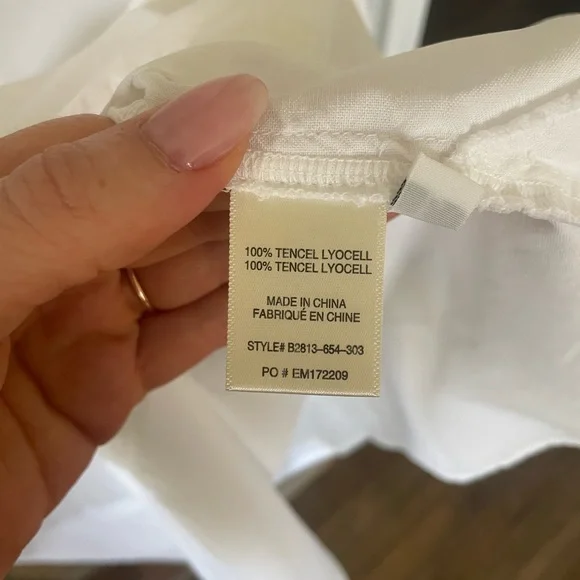 100% TENCEL LYOCELL
100% TENCEL LYOCELL
MADE IN CHINA
FABRIQUÉ EN CHINE
STYLE# B2813-654-303
PO # EM172209